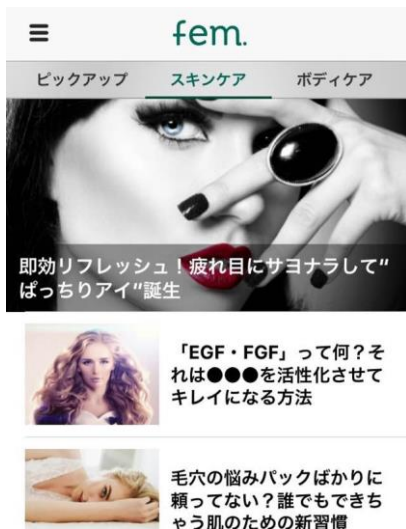 fem.
ピックアップ スキンケア ボディケア
即効リフレッシュ！疲れ目にサヨナラして"
ぱっちりアイ"誕生
「EGF・FGF」って何？そ
れは●●●を活性化させて
キレイになる方法
毛穴の悩みパックばかりに
頼ってない？誰でもできち
ゃう肌のための新習慣